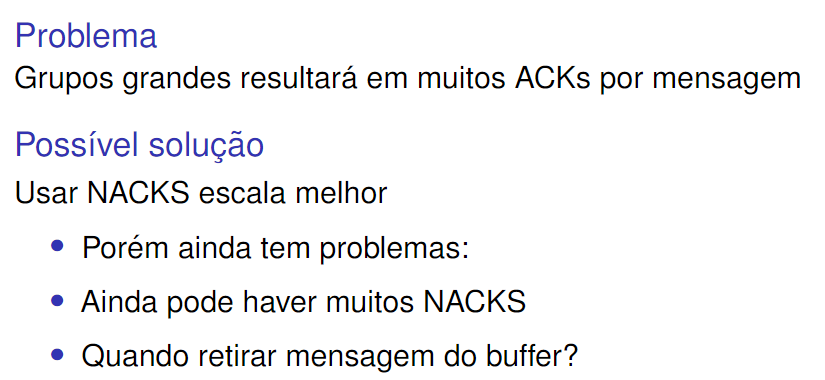 Problema
Grupos grandes resultará em muitos ACKs por mensagem
Possível solução
Usar NACKS escala melhor
• Porém ainda tem problemas:
• Ainda pode haver muitos NACKS
• Quando retirar mensagem do buffer?